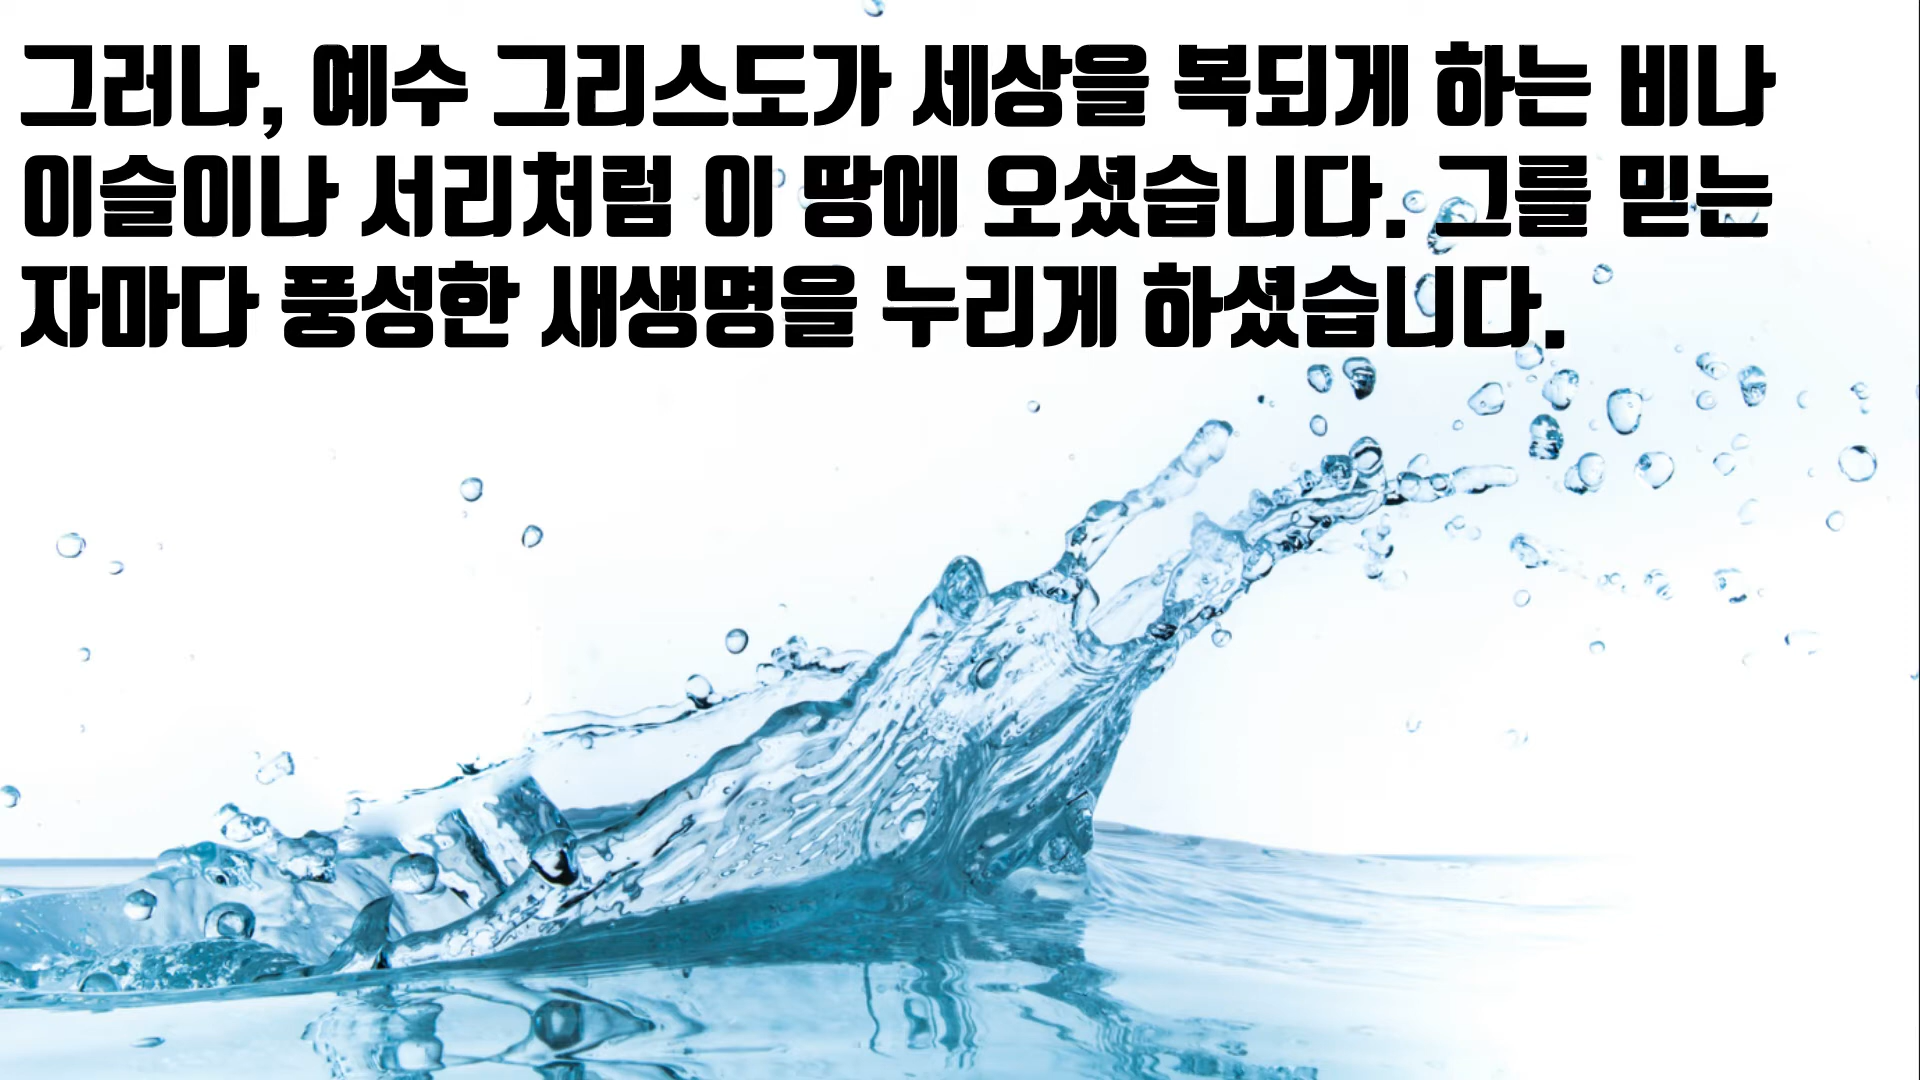 그러나, 예수 그리스도가 세상을 복되게 하는 비나
이슬이나 서리처럼 이 땅에 오셨습니다. 그를 믿는
자마다 풍성한 새생명을 누리게 하셨습니다.